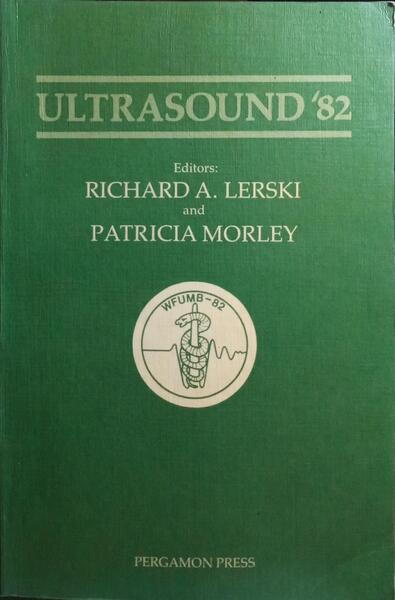 ULTRASOUND '82
Editors:
RICHARD A. LERSKI
and
PATRICIA MORLEY
WFUMB-82
PERGAMON PRESS